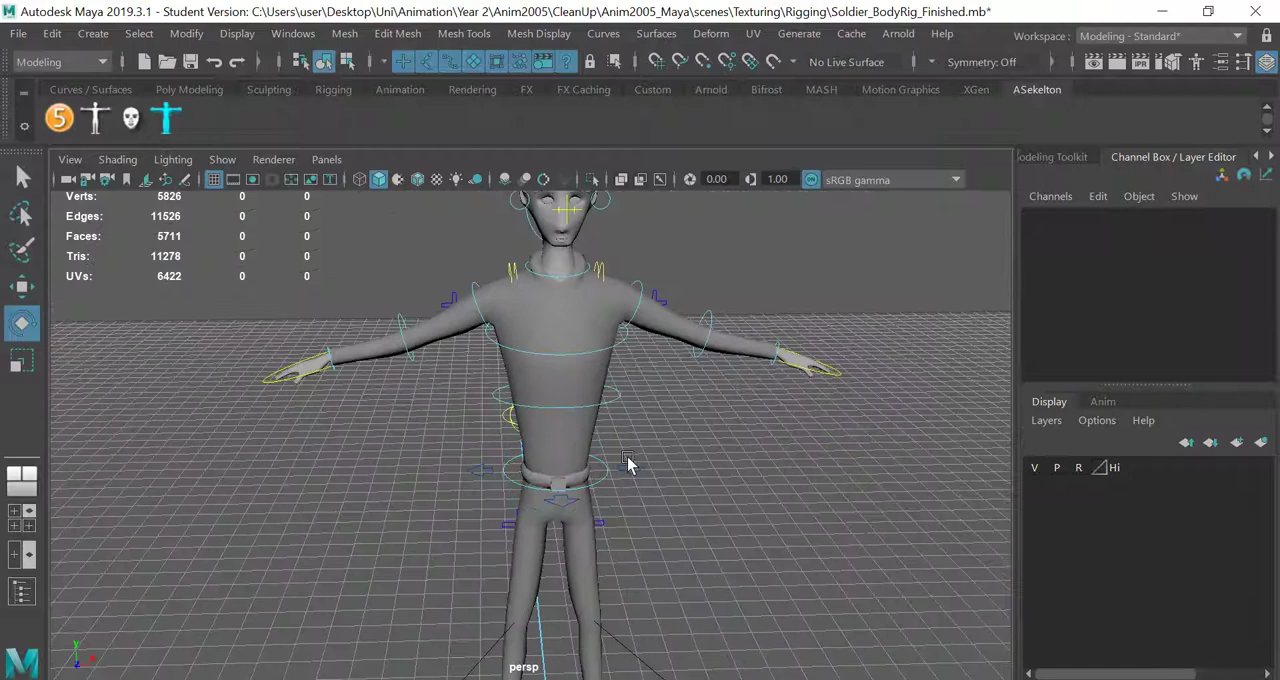 Autodesk Maya 2019.3.1 - Student Version: C:\Users\user\Desktop\Uni\Animation\Year 2\Anim2005\CleanUp\Anim2005_Maya\scenes\Texturing\Rigging\Soldier_BodyRig_Finished.mb*
File Edit Create Select Modify Display Windows Mesh Edit Mesh Mesh Tools Mesh Display Curves Surfaces Deform UV Generate Cache Arnold Help Workspace : Modeling - Standard*
Modeling No Live Surface Symmetry: Off IPR
Curves / Surfaces Poly Modeling Sculpting Rigging Animation Rendering FX FX Caching Custom Arnold Bifrost MASH Motion Graphics XGen ASekelton
5
View Shading Lighting Show Renderer Panels odeling Toolkit Channel Box / Layer Editor
0.00 1.00 ON sRGB gamma
Channels Edit Object Show
Verts: 5826 0 0
Edges: 11526 0 0
Faces: 5711 0 0
Tris: 11278 0 0
UVs: 6422 0 0
Display Anim
Layers Options Help
V P R Hi
y
z x
persp
M